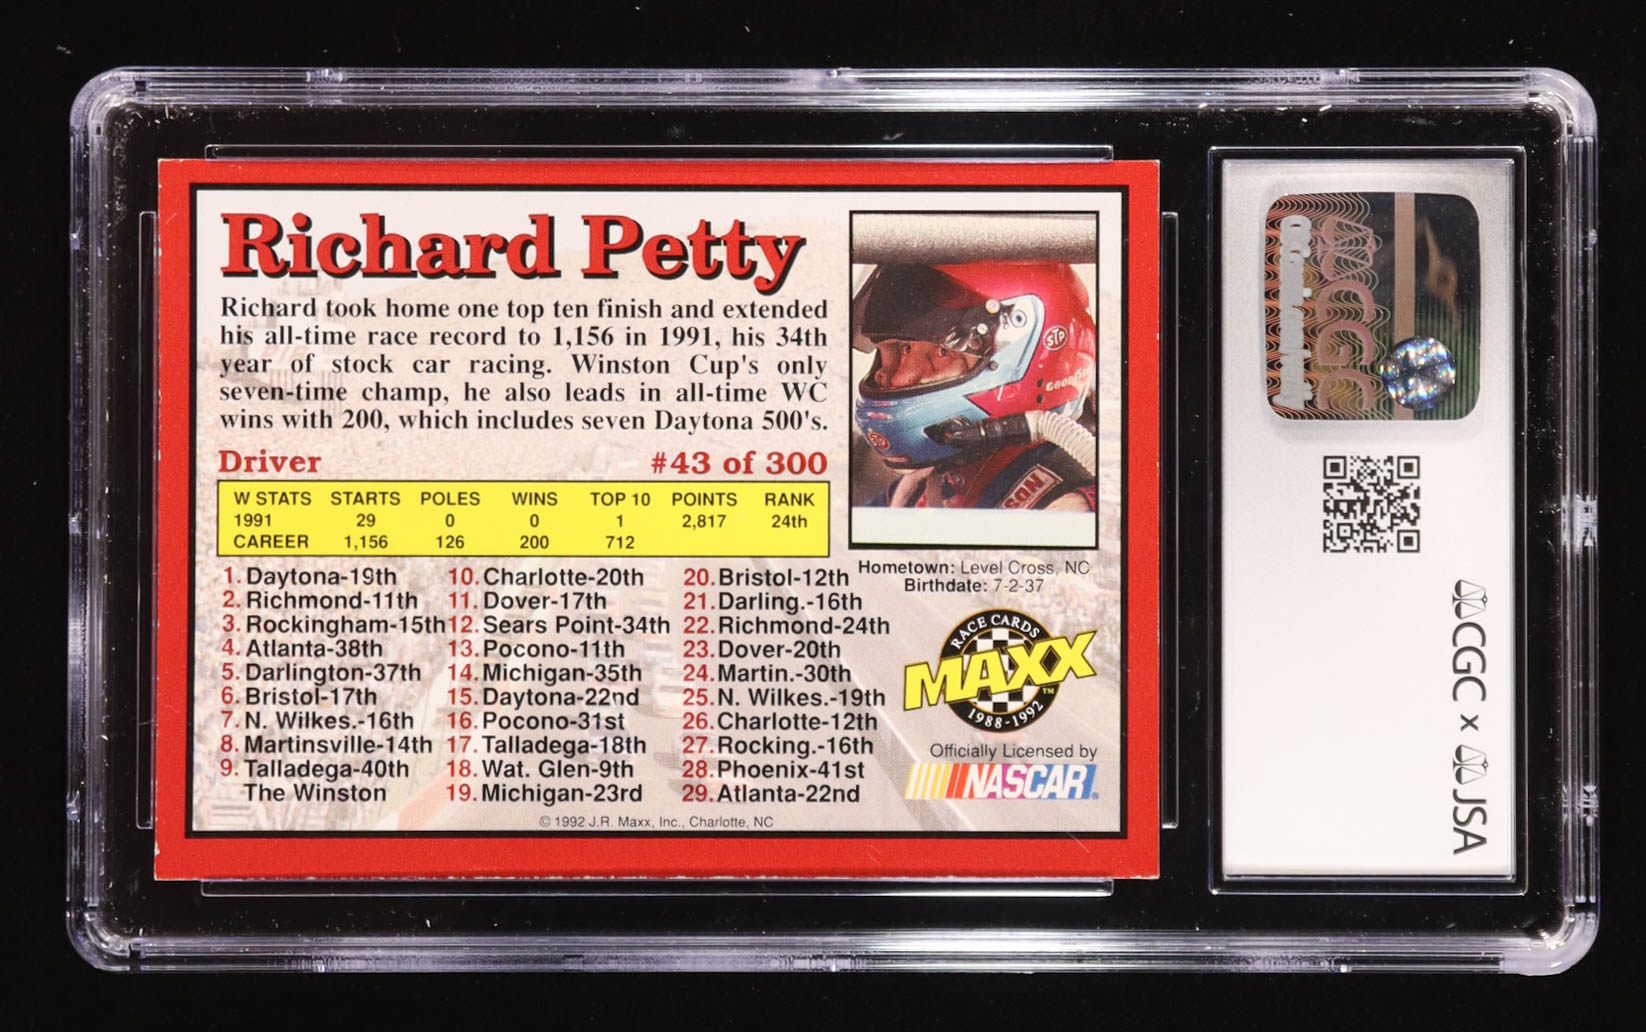 Richard Petty
Richard took home one top ten finish and extended
his all-time race record to 1,156 in 1991, his 34th
year of stock car racing. Winston Cup's only
seven-time champ, he also leads in all-time WC
wins with 200, which includes seven Daytona 500's.
Driver #43 of 300
W STATS STARTS POLES WINS TOP 10 POINTS RANK
1991 29 0 0 1 2,817 24th
CAREER 1,156 126 200 712
1. Daytona-19th
2. Richmond-11th
3. Rockingham-15th
4. Atlanta-38th
5. Darlington-37th
6. Bristol-17th
7. N. Wilkes.-16th
8. Martinsville-14th
9. Talladega-40th
The Winston
10. Charlotte-20th
11. Dover-17th
12. Sears Point-34th
13. Pocono-11th
14. Michigan-35th
15. Daytona-22nd
16. Pocono-31st
17. Talladega-18th
18. Wat. Glen-9th
19. Michigan-23rd
20. Bristol-12th
21. Darling.-16th
22. Richmond-24th
23. Dover-20th
24. Martin.-30th
25. N. Wilkes.-19th
26. Charlotte-12th
27. Rocking.-16th
28. Phoenix-41st
29. Atlanta-22nd
© 1992 J.R. Maxx, Inc., Charlotte, NC
STP
GOODYEAR
STP
SON
Hometown: Level Cross, NC
Birthdate: 7-2-37
RACE CARDS
MAXX™
1988-1992
Officially Licensed by
NASCAR®
CGC
CGC x JSA